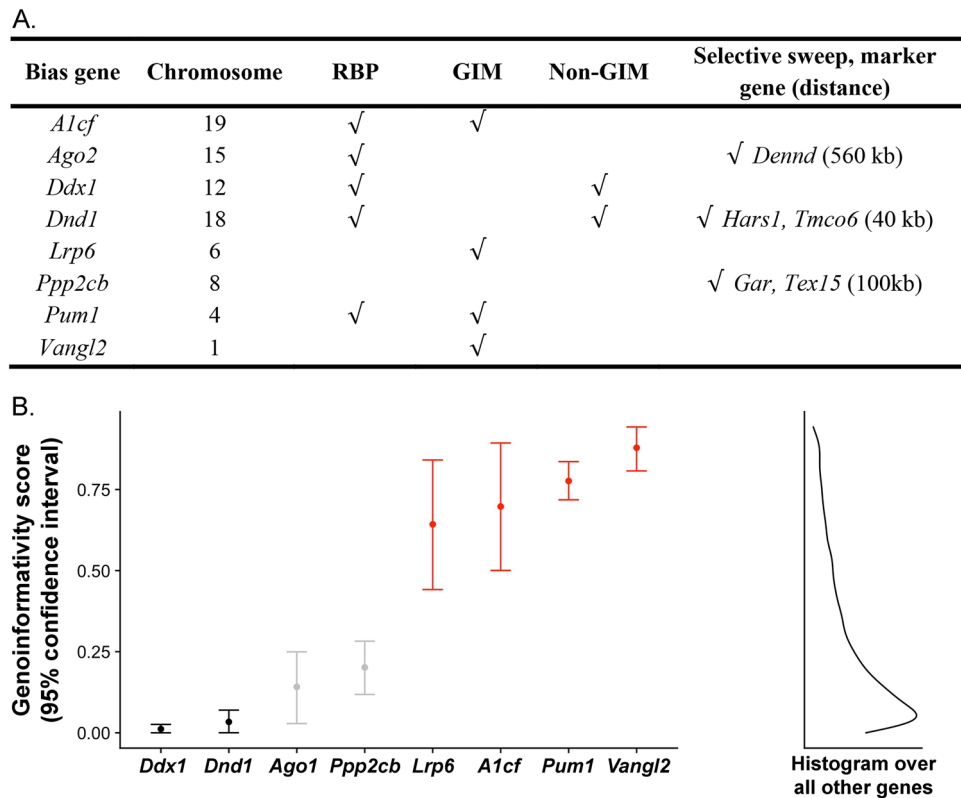 A.
Bias gene Chromosome RBP GIM Non-GIM Selective sweep, marker gene (distance)
A1cf 19 √ √
Ago2 15 √ √ Dennd (560 kb)
Ddx1 12 √ √
Dnd1 18 √ √ √ Hars1, Tmco6 (40 kb)
Lrp6 6 √
Ppp2cb 8 √ Gar, Tex15 (100kb)
Pum1 4 √ √
Vangl2 1 √
B.
Genoinformativity score
(95% confidence interval)
0.75
0.50
0.25
0.00
Ddx1 Dnd1 Ago1 Ppp2cb Lrp6 A1cf Pum1 Vangl2
Histogram over
all other genes